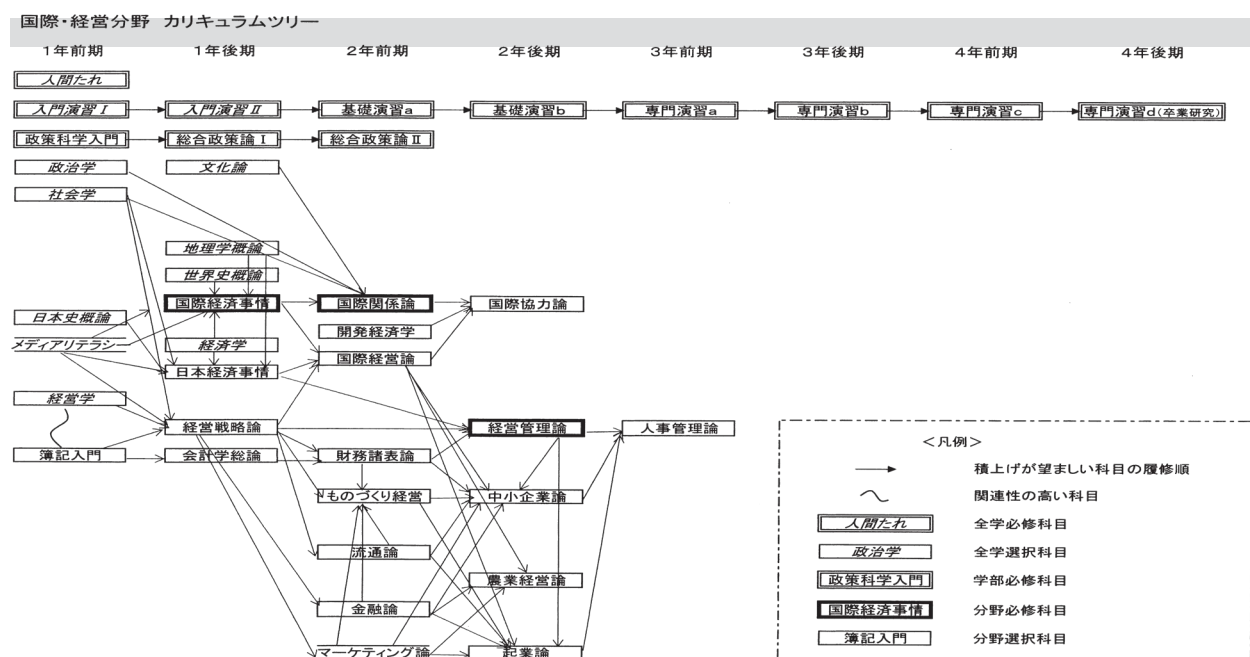 国際・経営分野 カリキュラムツリー
1年前期 1年後期 2年前期 2年後期 3年前期 3年後期 4年前期 4年後期
人間たれ
入門演習Ⅰ 入門演習Ⅱ 基礎演習a 基礎演習b 専門演習a 専門演習b 専門演習c 専門演習d(卒業研究)
政策科学入門 総合政策論Ⅰ 総合政策論Ⅱ
政治学 文化論
社会学
地理学概論
世界史概論
国際経済事情 国際関係論 国際協力論
日本史概論 開発経済学
メディアリテラシー 経済学 国際経営論
日本経済事情
経営学
経営戦略論 経営管理論 人事管理論
簿記入門 会計学総論 財務諸表論
ものづくり経営 中小企業論
流通論
農業経営論
金融論
マーケティング論 起業論
<凡例>
積上げが望ましい科目の履修順
関連性の高い科目
人間たれ 全学必修科目
政治学 全学選択科目
政策科学入門 学部必修科目
国際経済事情 分野必修科目
簿記入門 分野選択科目